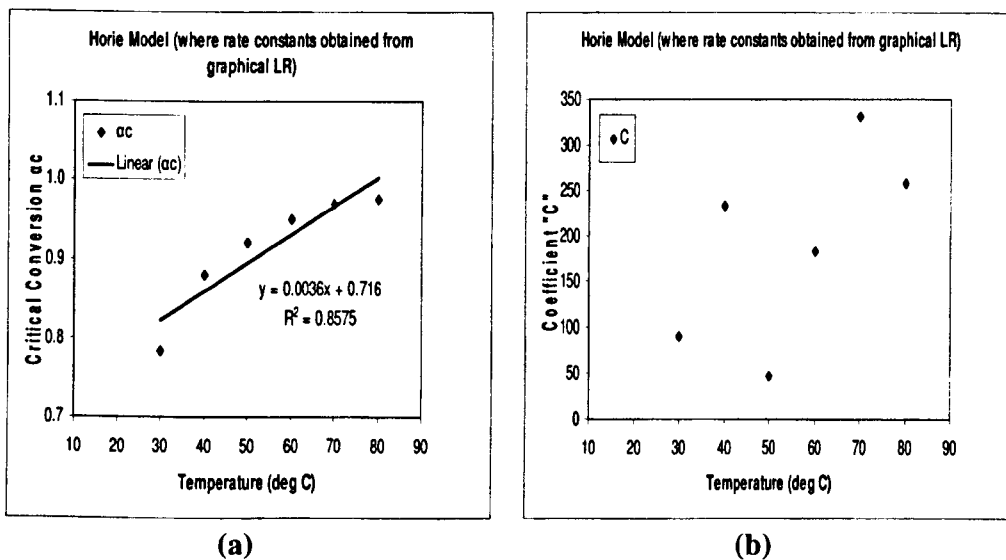 Horie Model (where rate constants obtained from
graphical LR)
1.1
1.0
0.9
0.8
0.7
αc
Linear (αc)
y = 0.0036x + 0.716
R² = 0.8575
Critical Conversion αc
10 20 30 40 50 60 70 80 90
Temperature (deg C)
(a)
Horie Model (where rate constants obtained from graphical LR)
350
300
250
200
150
100
50
0
C
Coefficient "C"
10 20 30 40 50 60 70 80 90
Temperature (deg C)
(b)